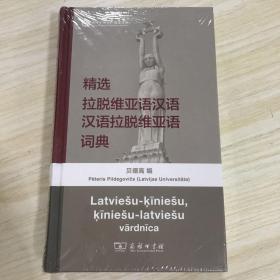 精选
拉脱维亚语汉语
汉语拉脱维亚语
词典
贝德高 编
Pēteris Pildegovičs (Latvijas Universitāte)
Latviešu-ķīniešu,
ķīniešu-latviešu
vārdnīca
商务印书馆